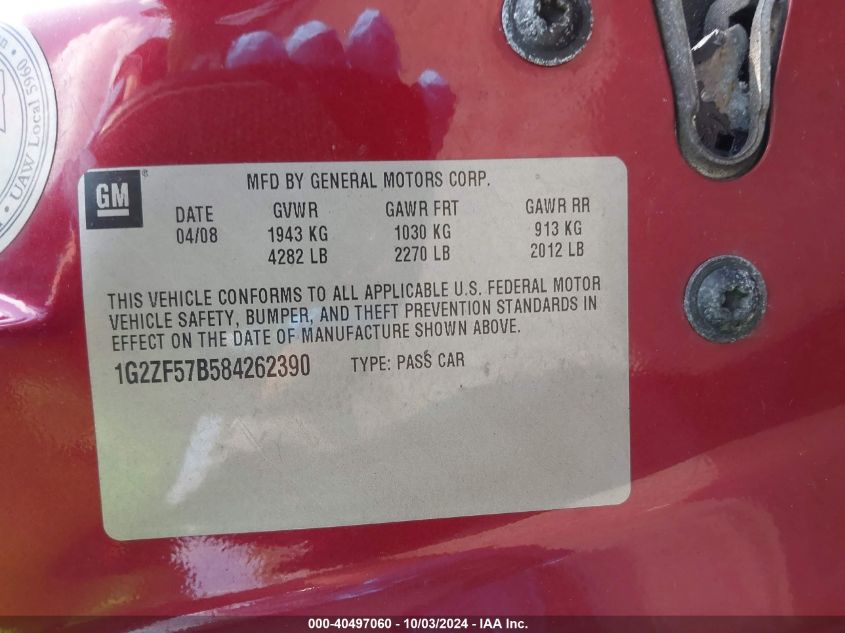 5960
UAW Local
GM
MFD BY GENERAL MOTORS CORP.
DATE GVWR GAWR FRT GAWR RR
04/08 1943 KG 1030 KG 913 KG
4282 LB 2270 LB 2012 LB
THIS VEHICLE CONFORMS TO ALL APPLICABLE U.S. FEDERAL MOTOR
VEHICLE SAFETY, BUMPER, AND THEFT PREVENTION STANDARDS IN
EFFECT ON THE DATE OF MANUFACTURE SHOWN ABOVE.
1G2ZF57B584262390 TYPE: PASS CAR
000-40497060 - 10/03/2024 - IAA Inc.